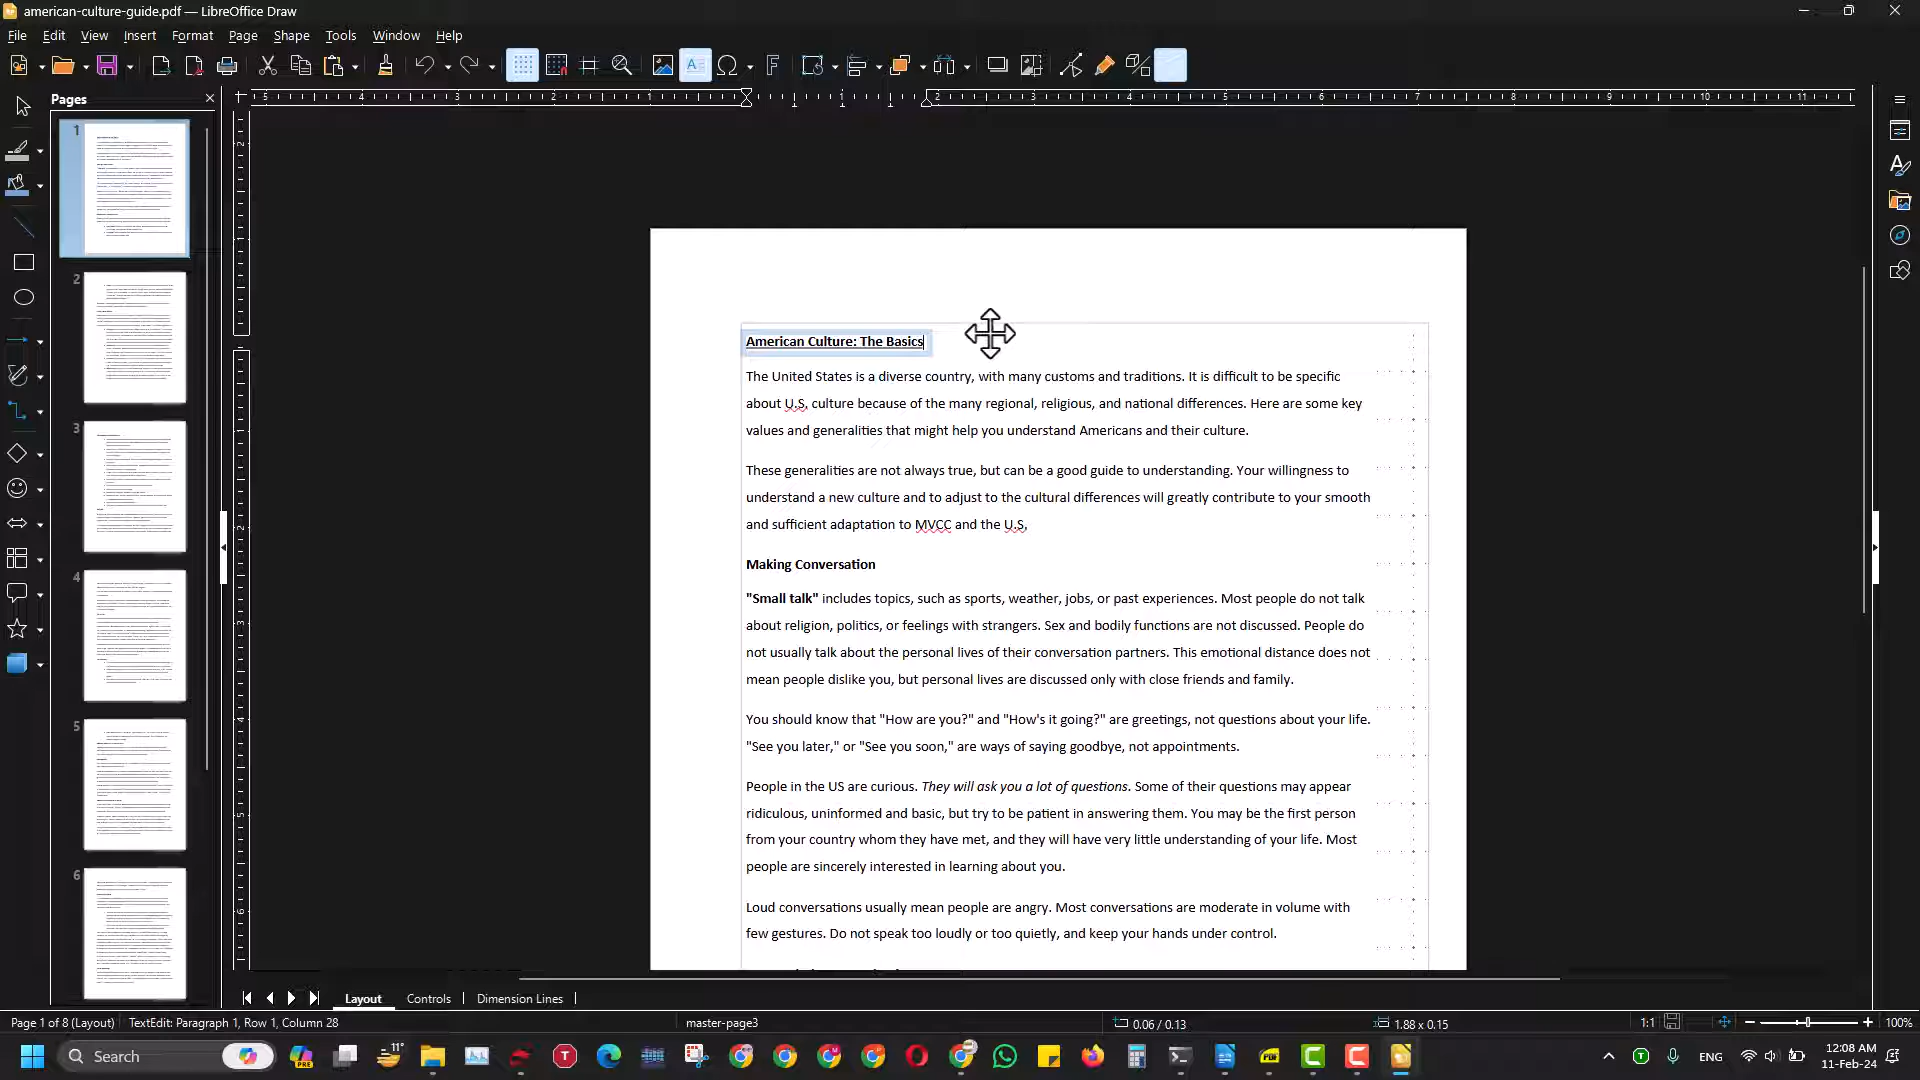 american-culture-guide.pdf — LibreOffice Draw
File Edit View Insert Format Page Shape Tools Window Help
Pages
1
2
3
4
5
6
American Culture: The Basics
The United States is a diverse country, with many customs and traditions. It is difficult to be specific
about U.S, culture because of the many regional, religious, and national differences. Here are some key
values and generalities that might help you understand Americans and their culture.
These generalities are not always true, but can be a good guide to understanding. Your willingness to
understand a new culture and to adjust to the cultural differences will greatly contribute to your smooth
and sufficient adaptation to MVCC and the U.S,
Making Conversation
"Small talk" includes topics, such as sports, weather, jobs, or past experiences. Most people do not talk
about religion, politics, or feelings with strangers. Sex and bodily functions are not discussed. People do
not usually talk about the personal lives of their conversation partners. This emotional distance does not
mean people dislike you, but personal lives are discussed only with close friends and family.
You should know that "How are you?" and "How's it going?" are greetings, not questions about your life.
"See you later," or "See you soon," are ways of saying goodbye, not appointments.
People in the US are curious. They will ask you a lot of questions. Some of their questions may appear
ridiculous, uninformed and basic, but try to be patient in answering them. You may be the first person
from your country whom they have met, and they will have very little understanding of your life. Most
people are sincerely interested in learning about you.
Loud conversations usually mean people are angry. Most conversations are moderate in volume with
few gestures. Do not speak too loudly or too quietly, and keep your hands under control.
Layout Controls Dimension Lines
Page 1 of 8 (Layout) TextEdit: Paragraph 1, Row 1, Column 28 master-page3 0.06 / 0.13 1.88 x 0.15 1:1 100%
Search 11° ENG 12:08 AM
11-Feb-24